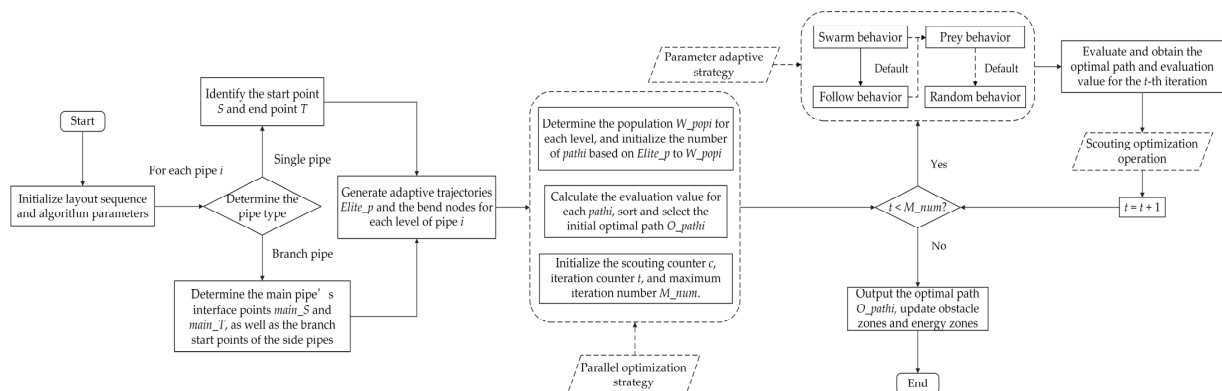 Start
Initialize layout sequence
and algorithm parameters
For each pipe i
Determine the
pipe type
Single pipe
Identify the start point
S and end point T
Branch pipe
Determine the main pipe' s
interface points main_S and
main_T, as well as the branch
start points of the side pipes
Generate adaptive trajectories
Elite_p and the bend nodes for
each level of pipe i
Determine the population W_popi for
each level, and initialize the number
of pathi based on Elite_p to W_popi
Calculate the evaluation value for
each pathi, sort and select the
initial optimal path O_pathi
Initialize the scouting counter c,
iteration counter t, and maximum
iteration number M_num.
Parallel optimization
strategy
Parameter adaptive
strategy
Swarm behavior
Default
Follow behavior
Prey behavior
Default
Random behavior
Evaluate and obtain the
optimal path and evaluation
value for the t-th iteration
Scouting optimization
operation
t = t + 1
t < M_num?
Yes
No
Output the optimal path
O_pathi, update obstacle
zones and energy zones
End